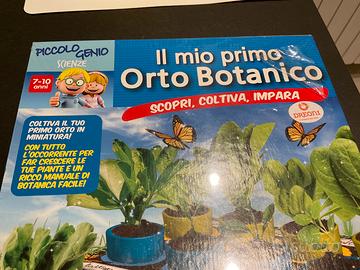 PICCOLO GENIO
SCIENZE
7-10
anni
Il mio primo
Orto Botanico
SCOPRI, COLTIVA, IMPARA
COLTIVA IL TUO
PRIMO ORTO IN
MINIATURA!
CON TUTTO
L'OCCORRENTE PER
FAR CRESCERE LE
TUE PIANTE E UN
RICCO MANUALE DI
BOTANICA FACILE!